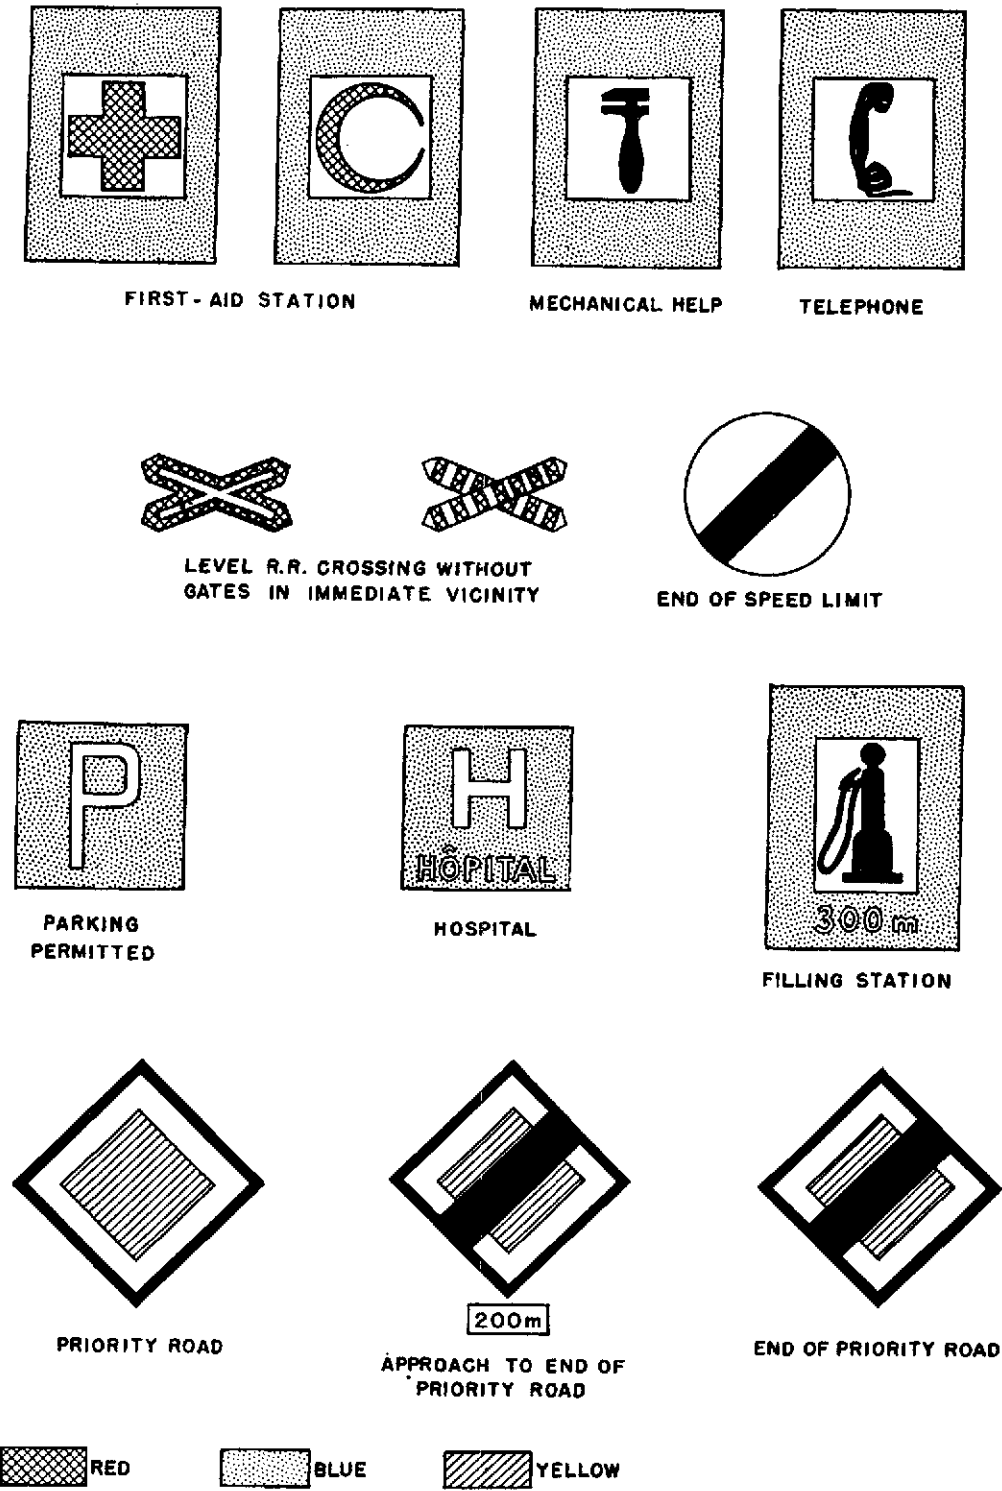 FIRST-AID STATION
MECHANICAL HELP
TELEPHONE
LEVEL R.R. CROSSING WITHOUT
GATES IN IMMEDIATE VICINITY
END OF SPEED LIMIT
P
PARKING
PERMITTED
H
HÔPITAL
HOSPITAL
300m
FILLING STATION
PRIORITY ROAD
200m
APPROACH TO END OF
PRIORITY ROAD
END OF PRIORITY ROAD
RED
BLUE
YELLOW